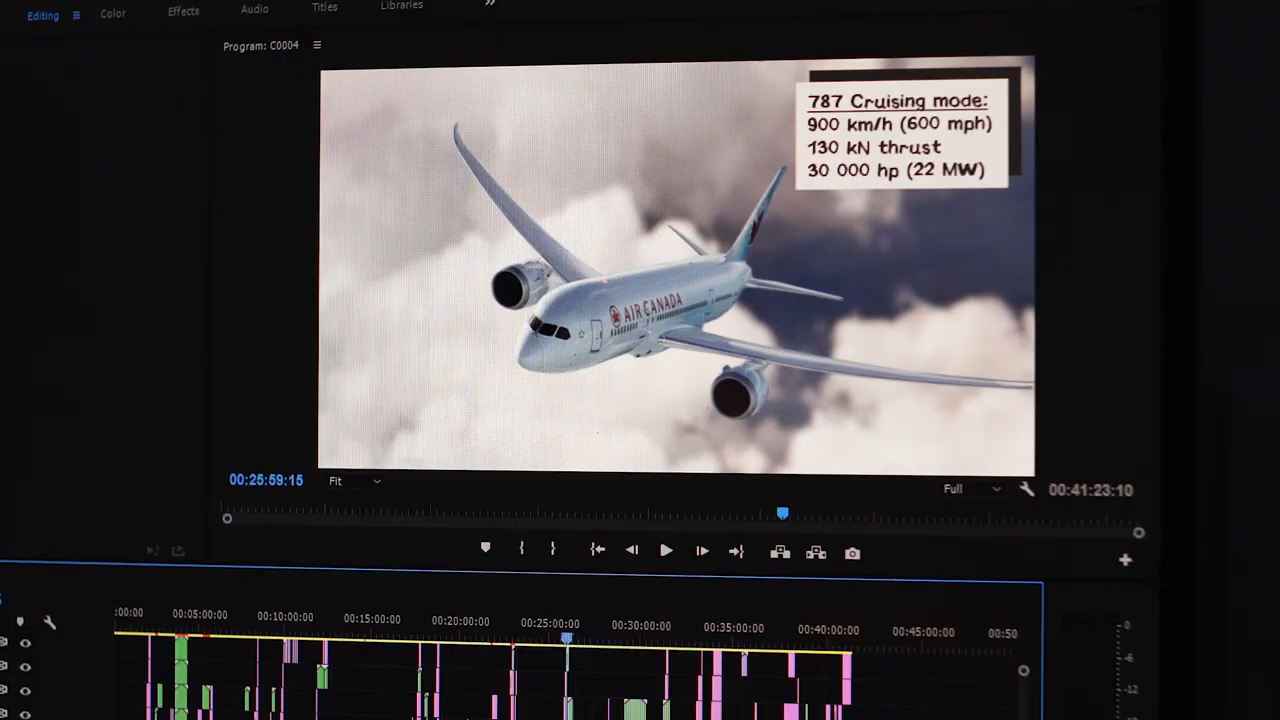 Editing
Color
Effects
Audio
Titles
Libraries
Program: C0004
787 Cruising mode:
900 km/h (600 mph)
130 kN thrust
30 000 hp (22 MW)
AIR CANADA
00:25:59:15
Fit
Full
00:41:23:10
:00:00
00:05:00:00
00:10:00:00
00:15:00:00
00:20:00:00
00:25:00:00
00:30:00:00
00:35:00:00
00:40:00:00
00:45:00:00
00:50
0
-6
-12